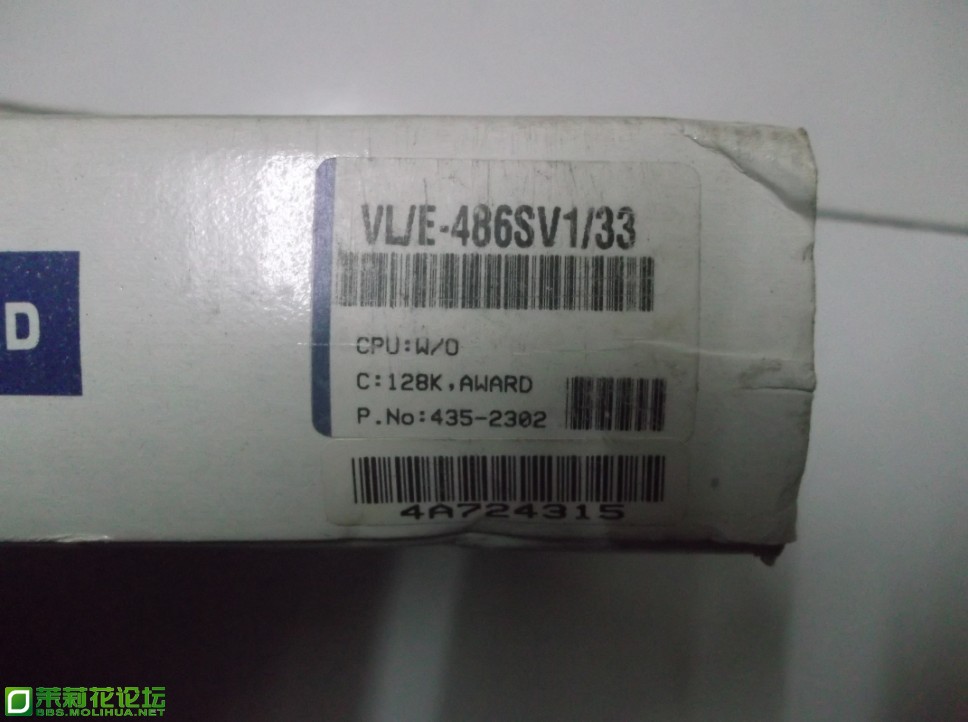 VL/E-486SV1/33
D
CPU:W/O
C:128K,AWARD
P.No:435-2302
4A724315
茉莉花论坛
BBS.MOLIHUA.NET